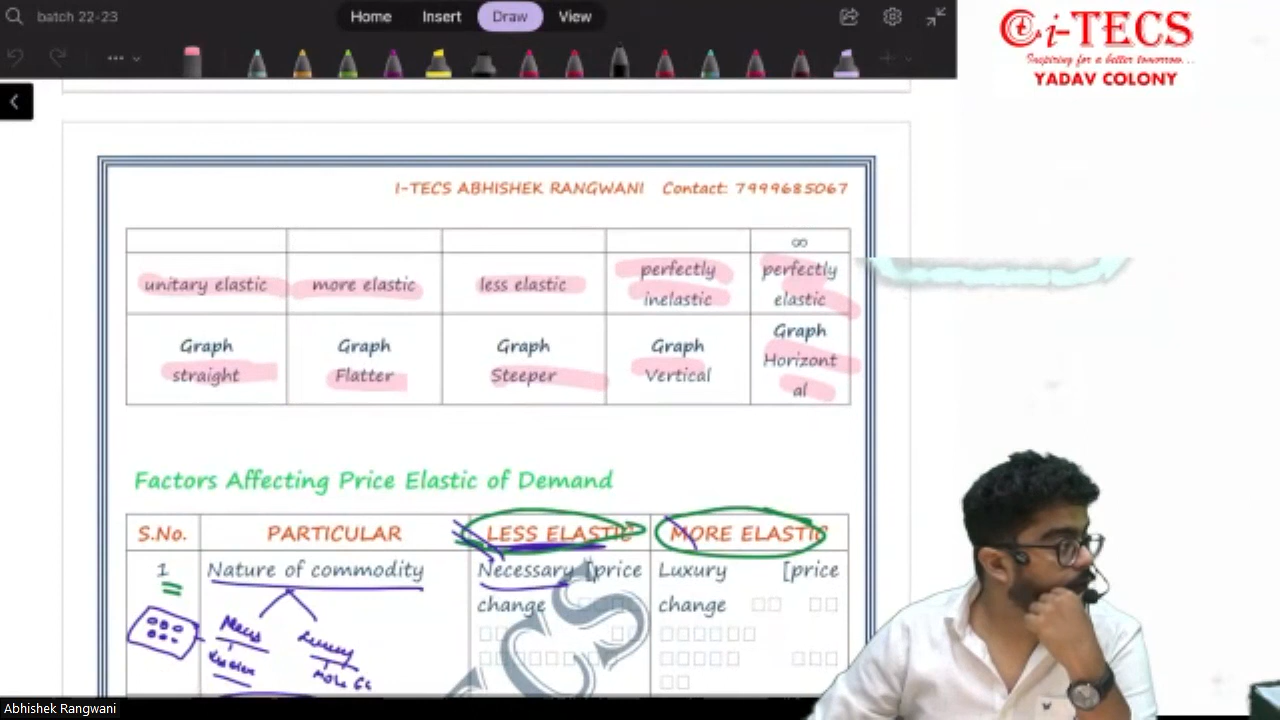 batch 22-23
Home Insert Draw View
i-TECS
Inspiring for a better tomorrow...
YADAV COLONY
I-TECS ABHISHEK RANGWANI Contact: 7999685067
∞
unitary elastic more elastic less elastic perfectly inelastic perfectly elastic
Graph straight Graph Flatter Graph Steeper Graph Vertical Graph Horizont al
Factors Affecting Price Elastic of Demand
S.No. PARTICULAR LESS ELASTIC MORE ELASTIC
1 Nature of commodity Necessary [price change Luxury [price change
CS
Abhishek Rangwani